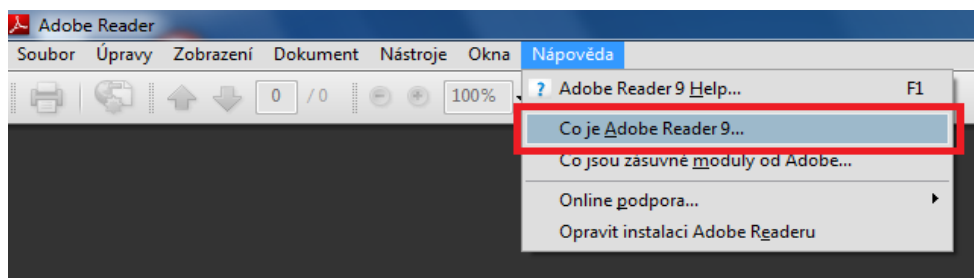 Adobe Reader
Soubor Úpravy Zobrazení Dokument Nástroje Okna Nápověda
0 / 0 100%
? Adobe Reader 9 Help... F1
Co je Adobe Reader 9...
Co jsou zásuvné moduly od Adobe...
Online podpora...
Opravit instalaci Adobe Readeru